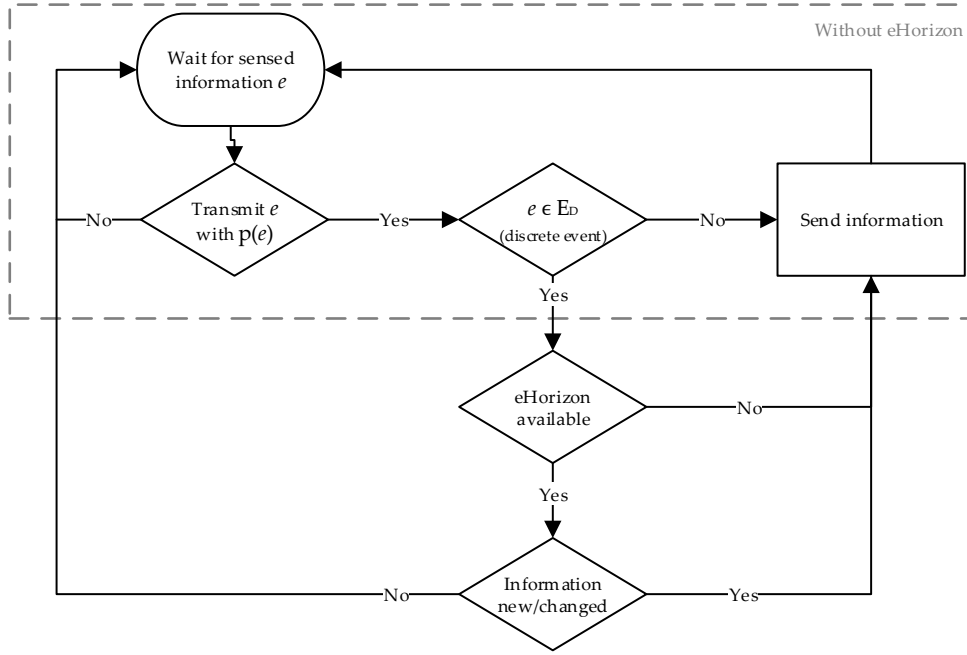 Without eHorizon
Wait for sensed
information e
Transmit e
with p(e)
No
Yes
e ϵ ED
(discrete event)
No
Send information
Yes
eHorizon
available
No
Yes
Information
new/changed
No
Yes